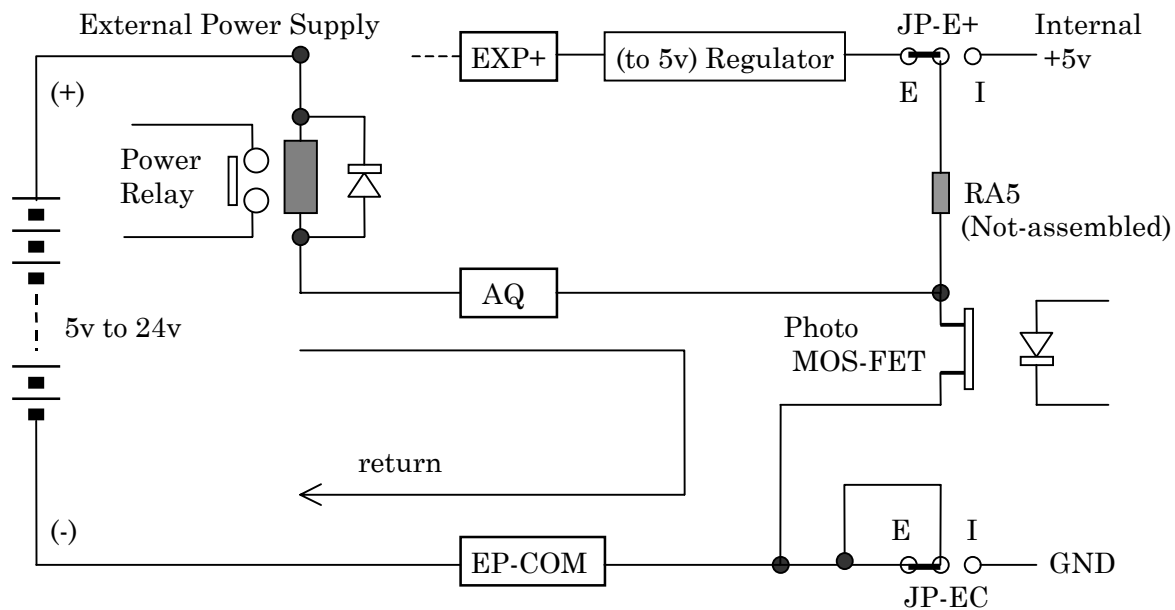 External Power Supply
JP-E+
Internal
+5v
EXP+
(to 5v) Regulator
E
I
(+)
Power
Relay
RA5
(Not-assembled)
AQ
5v to 24v
Photo
MOS-FET
return
(-)
E
I
EP-COM
GND
JP-EC